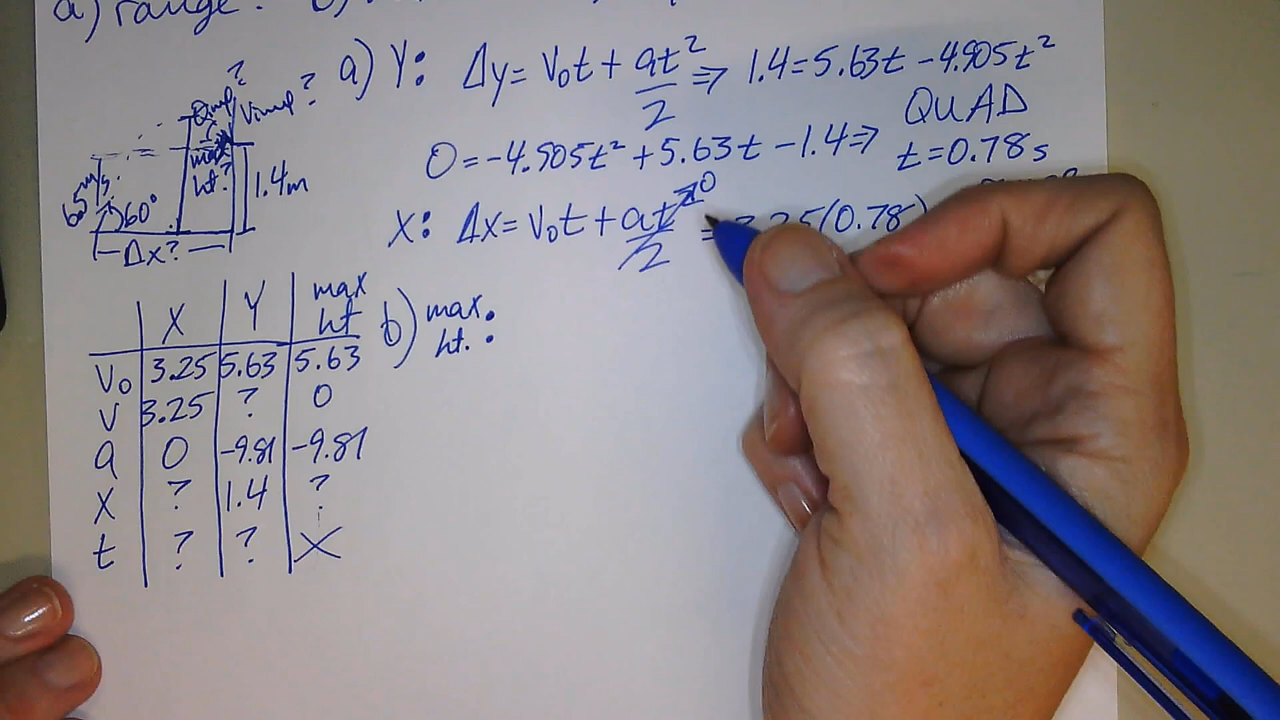 a) range?
a) Y: Δy = V₀t + at²/2 ⇒ 1.4 = 5.63t - 4.905t²
0 = -4.905t² + 5.63t - 1.4 ⇒ QUAD
t = 0.78s
X: Δx = V₀t + at²/2 0 = 3.25(0.78)
Vimp?
?
max
ht?
1.4m
6.5m/s
60°
Δx?
X Y max ht
V₀ 3.25 5.63 5.63
V 3.25 ? 0
a 0 -9.81 -9.81
X ? 1.4 ?
t ? ? X
b) max
ht. :